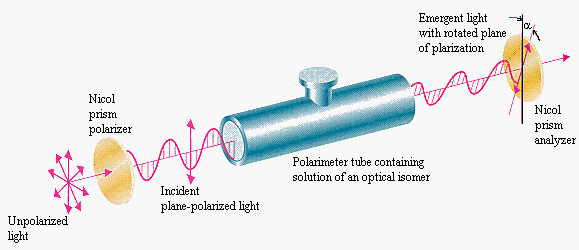 Emergent light
with rotated plane
of plarization
α
Nicol
prism
polarizer
Nicol
prism
analyzer
Polarimeter tube containing
solution of an optical isomer
Incident
plane-polarized light
Unpolarized
light